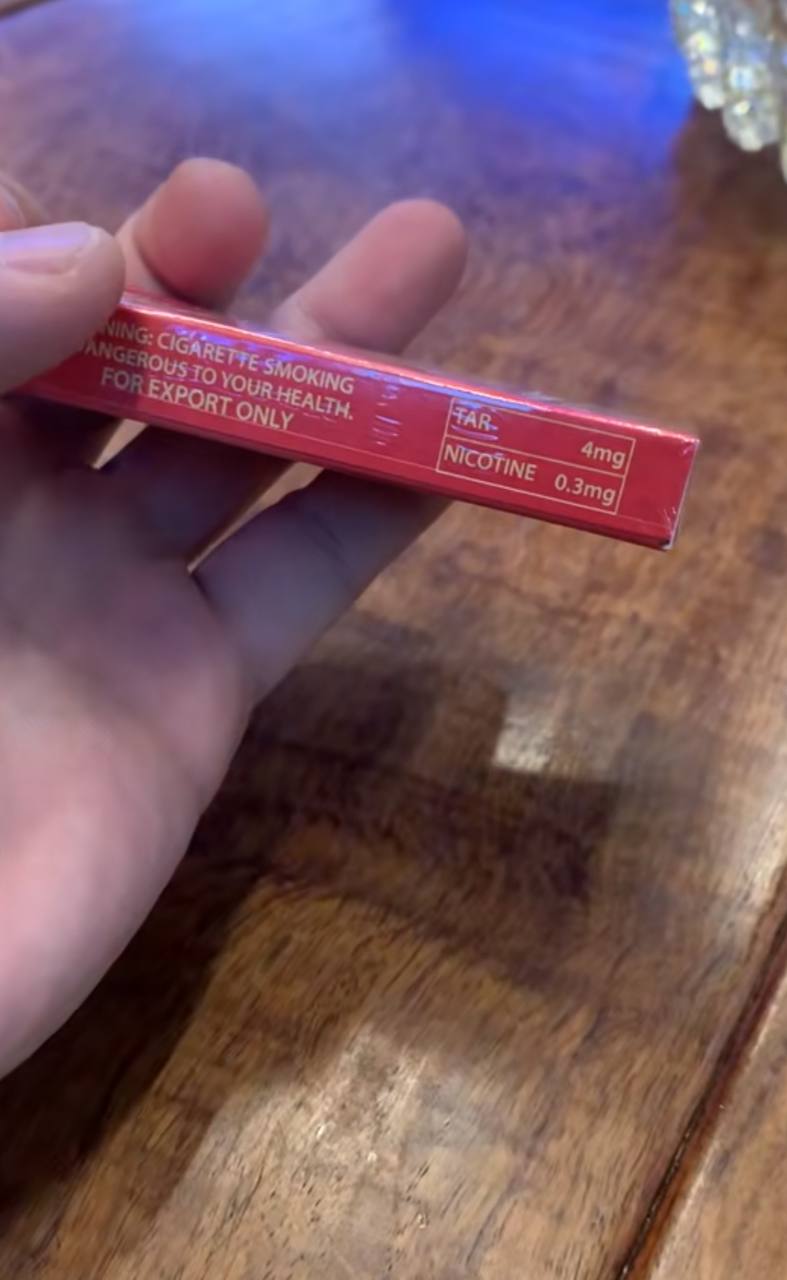 NING: CIGARETTE SMOKING
ANGEROUS TO YOUR HEALTH.
FOR EXPORT ONLY
TAR 4mg
NICOTINE 0.3mg